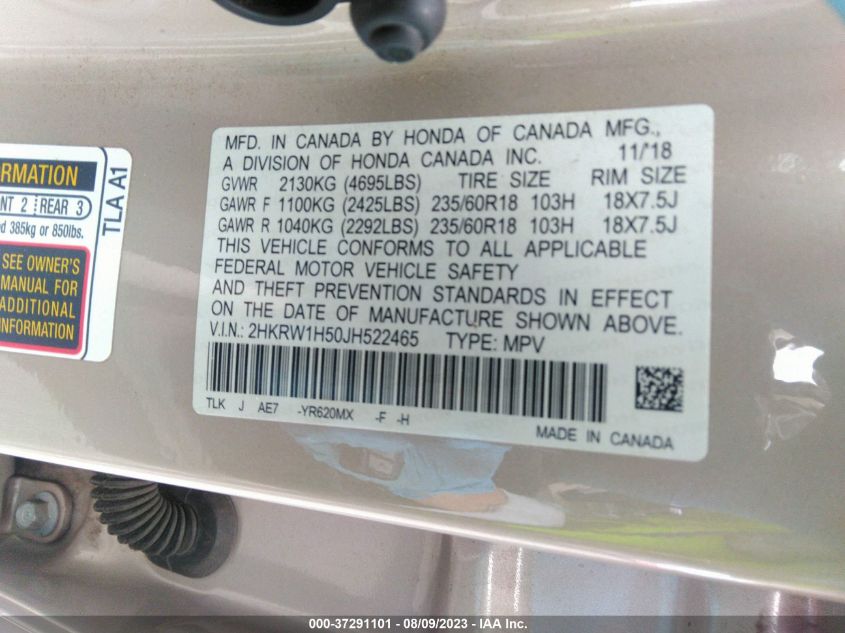 RMATION
NT 2 REAR 3
d 385kg or 850lbs.
TLA A1
SEE OWNER'S
MANUAL FOR
ADDITIONAL
INFORMATION
MFD. IN CANADA BY HONDA OF CANADA MFG.,
A DIVISION OF HONDA CANADA INC. 11/18
GVWR 2130KG (4695LBS) TIRE SIZE RIM SIZE
GAWR F 1100KG (2425LBS) 235/60R18 103H 18X7.5J
GAWR R 1040KG (2292LBS) 235/60R18 103H 18X7.5J
THIS VEHICLE CONFORMS TO ALL APPLICABLE
FEDERAL MOTOR VEHICLE SAFETY
AND THEFT PREVENTION STANDARDS IN EFFECT
ON THE DATE OF MANUFACTURE SHOWN ABOVE.
V.I.N.: 2HKRW1H50JH522465 TYPE: MPV
TLK J AE7 -YR620MX -F -H
MADE IN CANADA
000-37291101 - 08/09/2023 - IAA Inc.